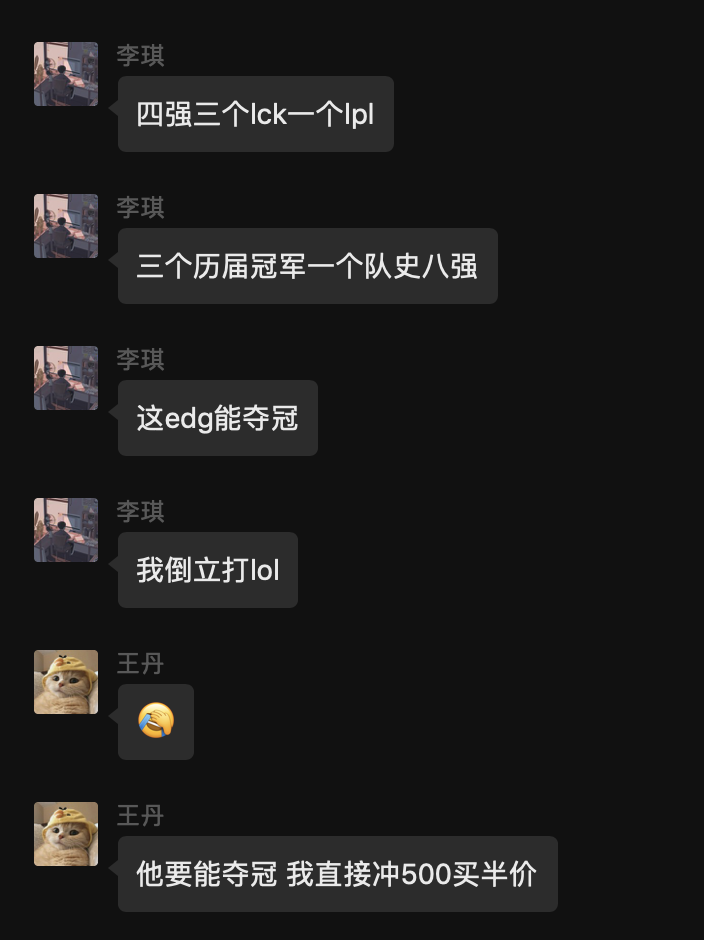 李琪
四强三个lck一个lpl
李琪
三个历届冠军一个队史八强
李琪
这edg能夺冠
李琪
我倒立打lol
王丹
王丹
他要能夺冠 我直接冲500买半价